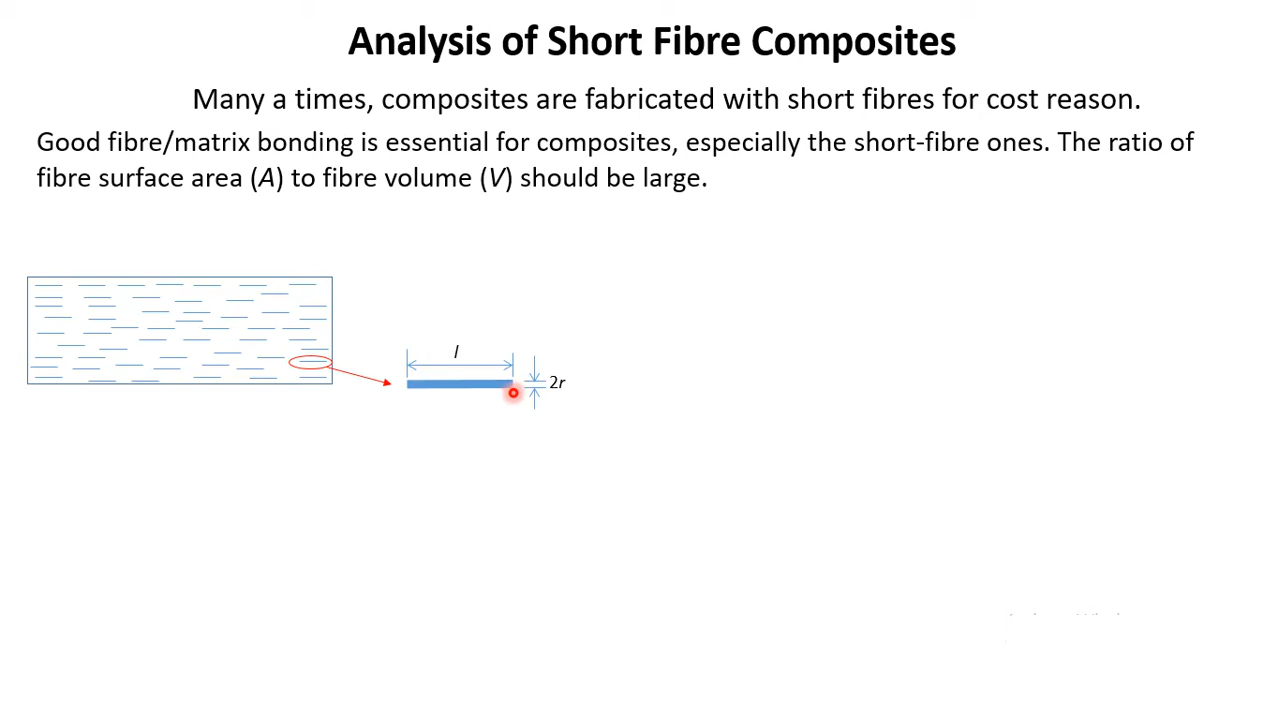 Analysis of Short Fibre Composites
Many a times, composites are fabricated with short fibres for cost reason.
Good fibre/matrix bonding is essential for composites, especially the short-fibre ones. The ratio of
fibre surface area (A) to fibre volume (V) should be large.
l
2r